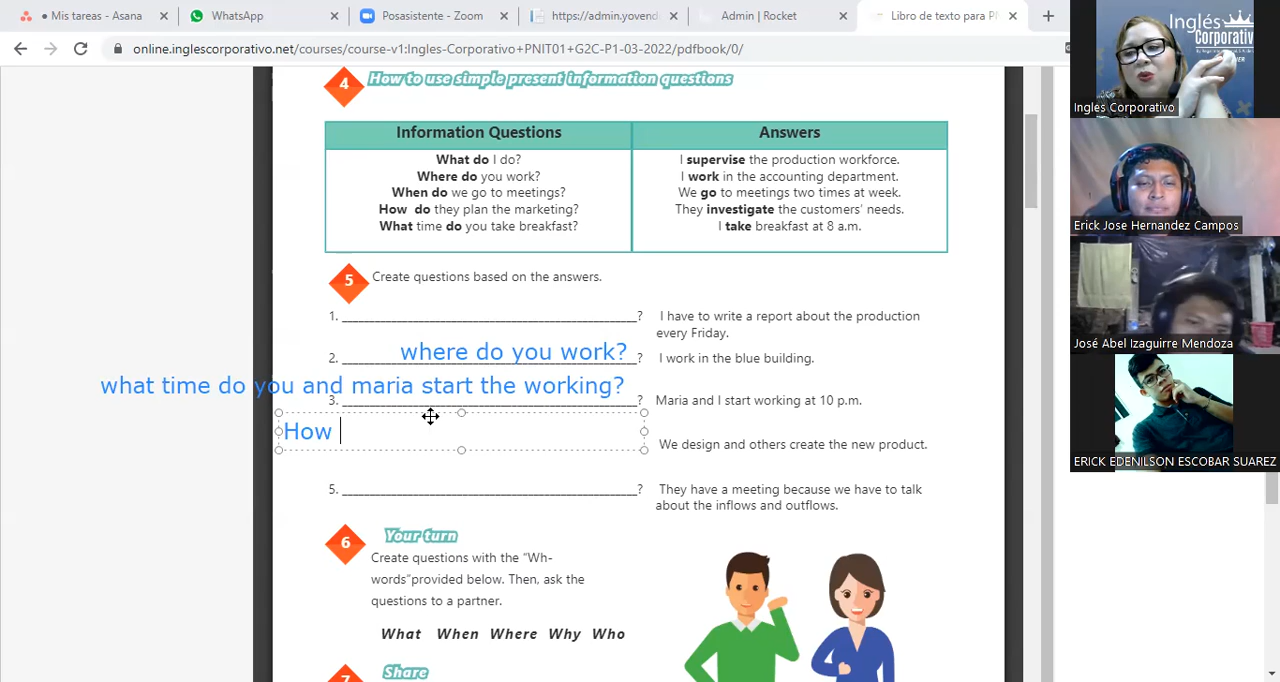 Mis tareas - Asana
WhatsApp
Posasistente - Zoom
https://admin.yovend
Admin | Rocket
Libro de texto para PN
online.inglescorporativo.net/courses/course-v1:Ingles-Corporativo+PNIT01+G2C-P1-03-2022/pdfbook/0/
4 How to use simple present information questions
Information Questions Answers
What do I do? I supervise the production workforce.
Where do you work? I work in the accounting department.
When do we go to meetings? We go to meetings two times at week.
How do they plan the marketing? They investigate the customers' needs.
What time do you take breakfast? I take breakfast at 8 a.m.
5 Create questions based on the answers.
1. ____________________? I have to write a report about the production
every Friday.
where do you work?
2. ____________________? I work in the blue building.
what time do you and maria start the working?
3. ____________________? Maria and I start working at 10 p.m.
How
We design and others create the new product.
5. ____________________? They have a meeting because we have to talk
about the inflows and outflows.
6 Your turn
Create questions with the "Wh-
words"provided below. Then, ask the
questions to a partner.
What When Where Why Who
7 Share
Inglés
Corporativo
Ingles Corporativo
Erick Jose Hernandez Campos
José Abel Izaguirre Mendoza
ERICK EDENILSON ESCOBAR SUAREZ